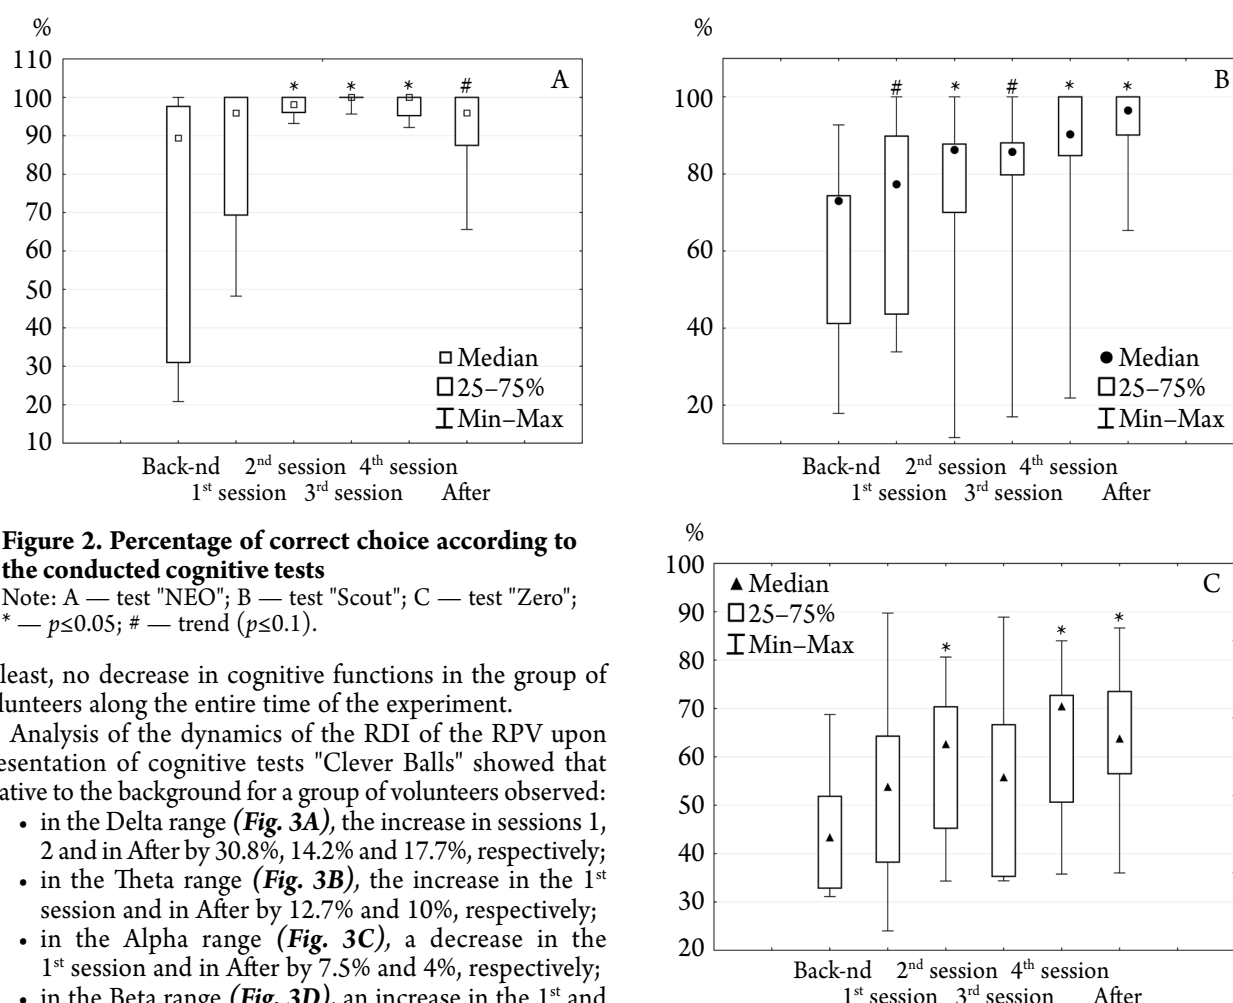 %
110
100
90
80
70
60
50
40
30
20
10
A
*
*
*
#
Median
25–75%
Min–Max
Back-nd 2nd session 4th session
1st session 3rd session After
%
100
80
60
40
20
B
#
*
#
*
*
Median
25–75%
Min–Max
Back-nd 2nd session 4th session
1st session 3rd session After
Figure 2. Percentage of correct choice according to
the conducted cognitive tests
Note: A — test "NEO"; B — test "Scout"; C — test "Zero";
* — p≤0.05; # — trend (p≤0.1).
least, no decrease in cognitive functions in the group of
lunteers along the entire time of the experiment.
Analysis of the dynamics of the RDI of the RPV upon
esentation of cognitive tests "Clever Balls" showed that
ative to the background for a group of volunteers observed:
• in the Delta range (Fig. 3A), the increase in sessions 1,
2 and in After by 30.8%, 14.2% and 17.7%, respectively;
• in the Theta range (Fig. 3B), the increase in the 1st
session and in After by 12.7% and 10%, respectively;
• in the Alpha range (Fig. 3C), a decrease in the
1st session and in After by 7.5% and 4%, respectively;
• in the Beta range (Fig. 3D), an increase in the 1st and
%
100
90
80
70
60
50
40
30
20
Median
25–75%
Min–Max
C
*
*
*
Back-nd 2nd session 4th session
1st session 3rd session After